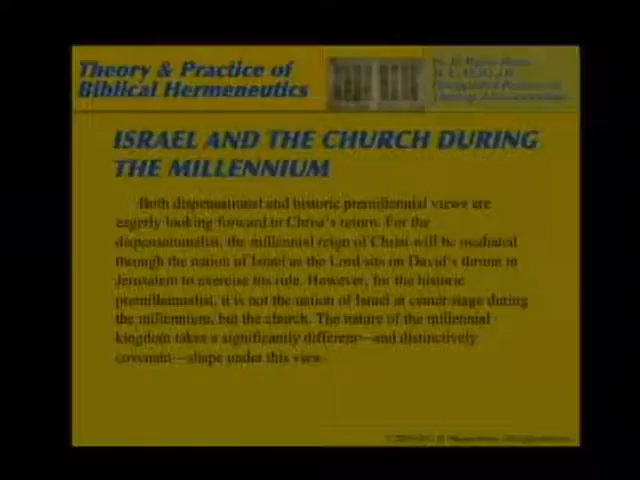 Theory & Practice of
Biblical Hermeneutics
ISRAEL AND THE CHURCH DURING
THE MILLENNIUM
Both dispensational and historic premillennial views are
eagerly looking forward to Christ's return. For the
dispensationalist, the millennial reign of Christ will be mediated
through the nation of Israel as the Lord sits on David's throne in
Jerusalem to exercise his rule. However, for the historic
premillennialist, it is not the nation of Israel at center stage during
the millennium, but the church. The nature of the millennial
kingdom takes a significantly different—and distinctively
covenant—shape under this view.